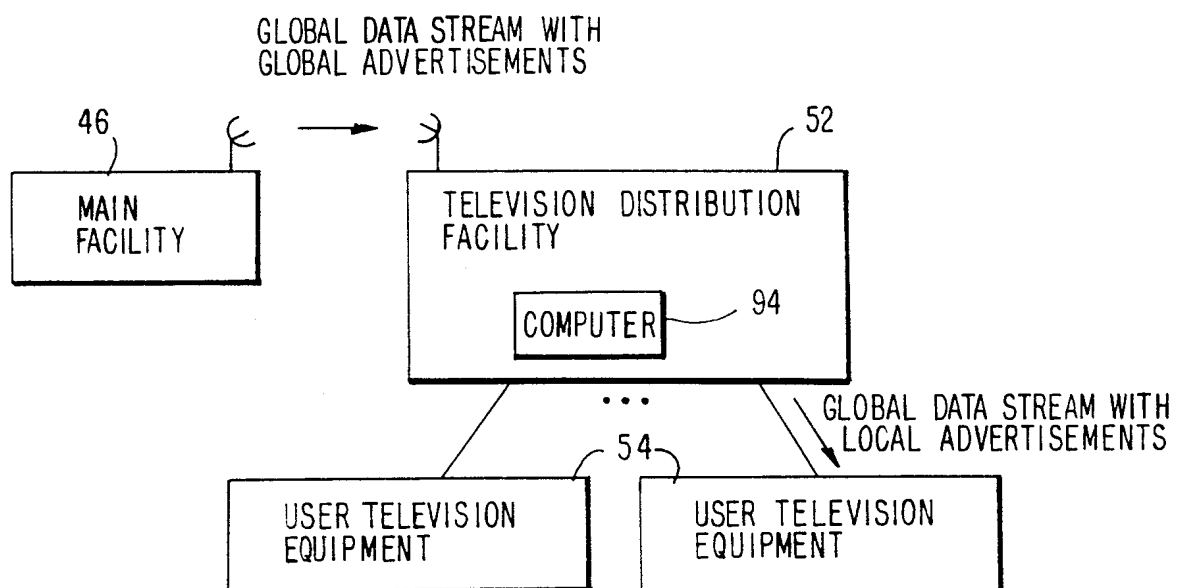 GLOBAL DATA STREAM WITH
GLOBAL ADVERTISEMENTS
46
52
MAIN
FACILITY
TELEVISION DISTRIBUTION
FACILITY
COMPUTER
94
• • •
GLOBAL DATA STREAM WITH
LOCAL ADVERTISEMENTS
54
USER TELEVISION
EQUIPMENT
USER TELEVISION
EQUIPMENT